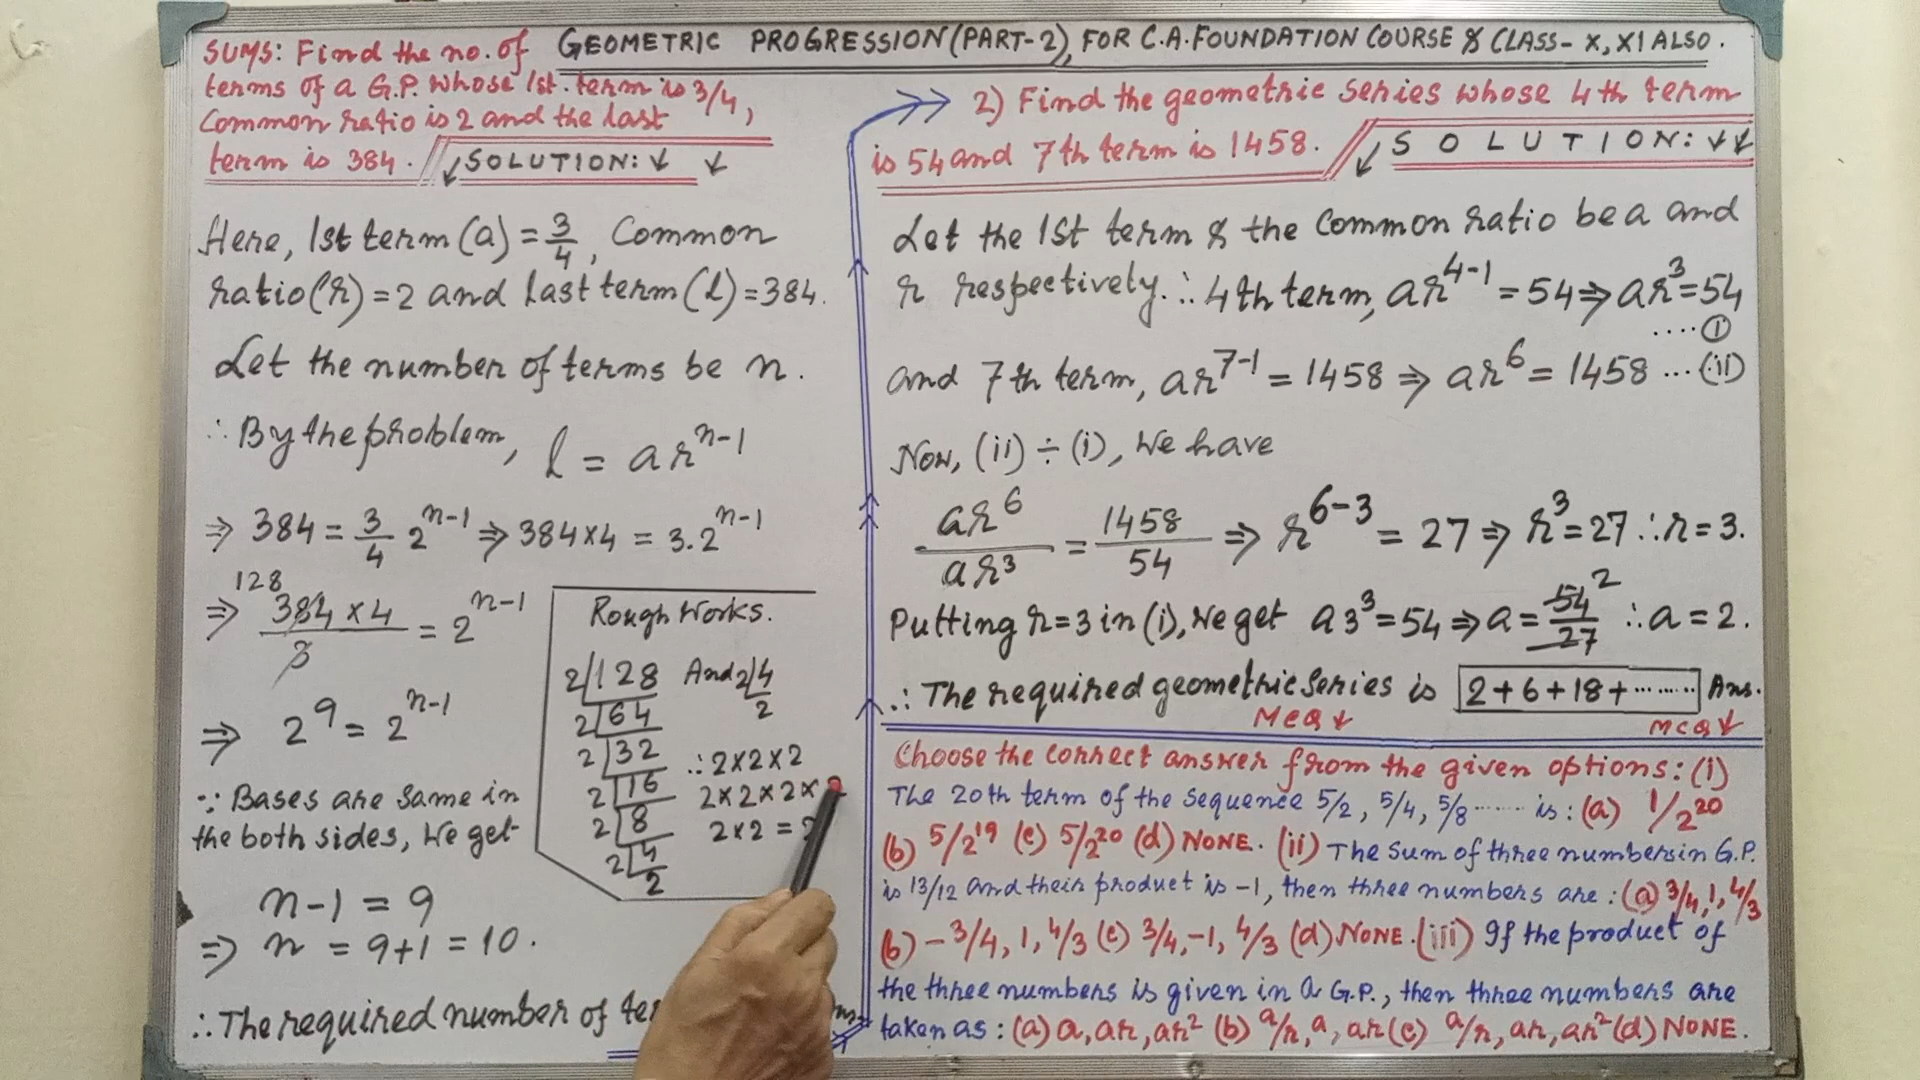 GEOMETRIC PROGRESSION (PART-2), FOR C.A. FOUNDATION COURSE & CLASS- X, XI ALSO.
SUMS: Find the no. of
terms of a G.P. whose 1st. term is 3/4,
Common ratio is 2 and the last
term is 384. SOLUTION: ↓ ↓
Here, 1st term (a) = 3/4, Common
ratio (r) = 2 and last term (l) = 384.
Let the number of terms be n.
∴ By the problem, l = ar^{n-1}
⇒ 384 = 3/4 2^{n-1} ⇒ 384×4 = 3.2^{n-1}
128
⇒ 384×4/3 = 2^{n-1}
⇒ 2^9 = 2^{n-1}
∵ Bases are same in
the both sides, We get
n-1 = 9
⇒ n = 9+1 = 10.
∴ The required number of
Rough Works.
2/128 And 2/4
2/64 2
2/32 ∴ 2×2×2
2/16 2×2×2×
2/8 2×2 =
2/4
2
2) Find the geometric series whose 4th term
is 54 and 7th term is 1458. SOLUTION: ↓↓
Let the 1st term & the common ratio be a and
r respectively. ∴ 4th term, ar^{4-1} = 54 ⇒ ar^3 = 54
....(i)
and 7th term, ar^{7-1} = 1458 ⇒ ar^6 = 1458 ...(ii)
Now, (ii) ÷ (i), We have
ar^6/ar^3 = 1458/54 ⇒ r^{6-3} = 27 ⇒ r^3 = 27 ∴ r = 3.
Putting r=3 in (i), We get a3^3 = 54 ⇒ a = 54/27 2 ∴ a = 2.
∴ The required geometric series is 2+6+18+........ Ans.
MCQ ↓ MCQ ↓
Choose the correct answer from the given options: (i)
The 20th term of the sequence 5/2, 5/4, 5/8 ...... is: (a) 1/2^20
(b) 5/2^19 (c) 5/2^20 (d) NONE. (ii) The sum of three numbers in G.P.
is 13/12 and their product is -1, then three numbers are: (a) 3/4, 1, 4/3
(b) -3/4, 1, 4/3 (c) 3/4, -1, 4/3 (d) NONE. (iii) If the product of
the three numbers is given in a G.P., then three numbers are
taken as: (a) a, ar, ar^2 (b) a/r, a, ar (c) a/r, ar, ar^2 (d) NONE.